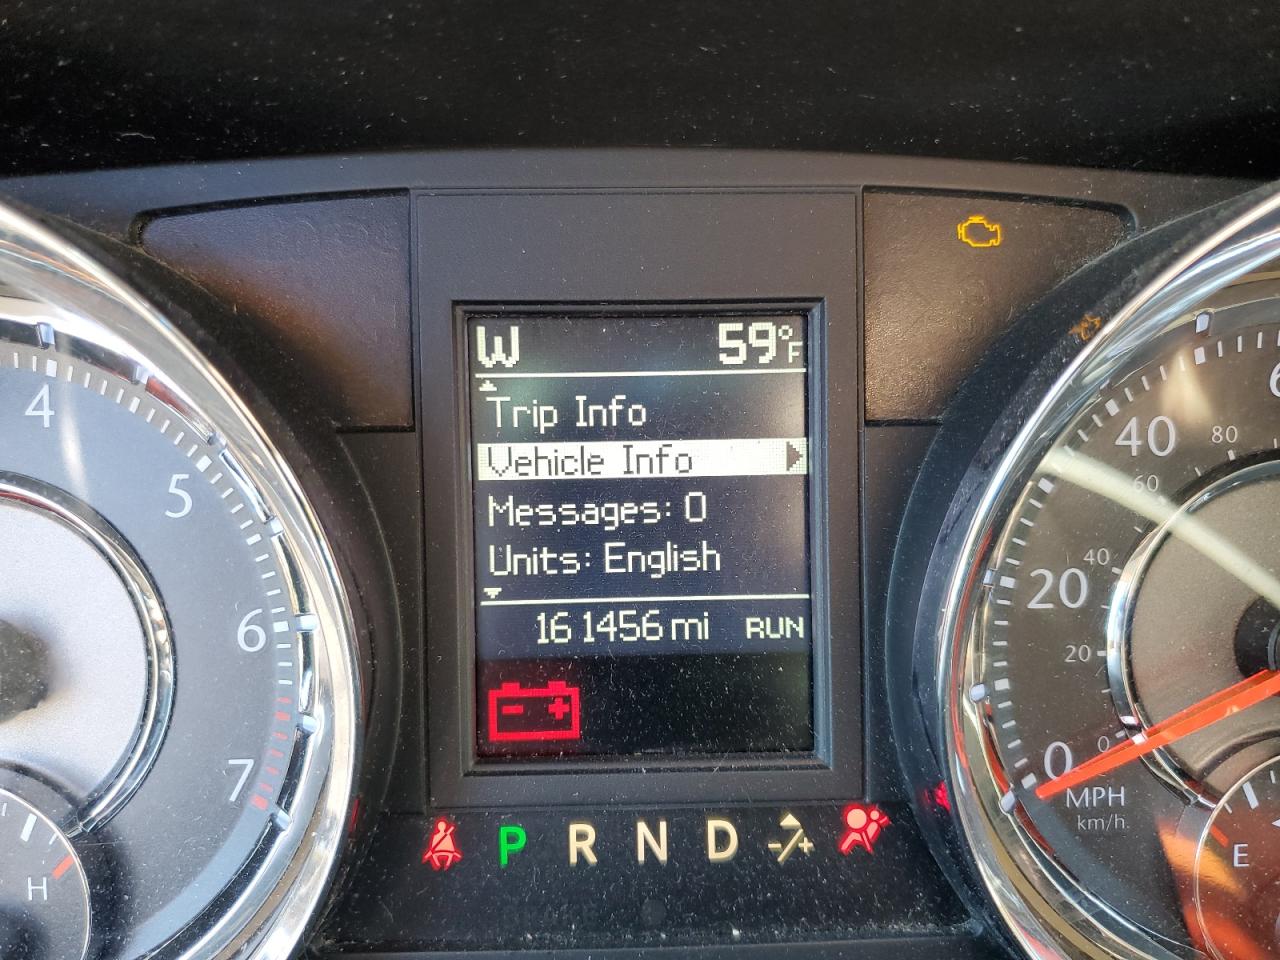 W 59°F
Trip Info
Vehicle Info
Messages: 0
Units: English
161456 mi RUN
- +
P R N D -/+
4
5
6
7
H
40
80
60
20
40
20
0
0
MPH
km/h
E